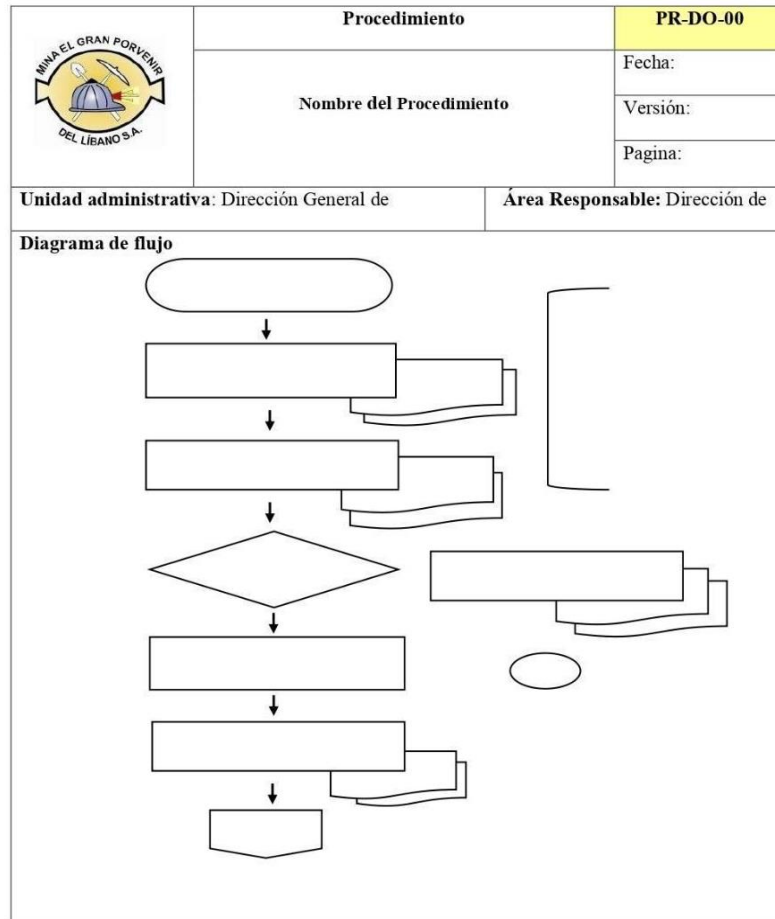 MINA EL GRAN PORVENIR
DEL LÍBANO S.A.
Procedimiento
PR-DO-00
Nombre del Procedimiento
Fecha:
Versión:
Pagina:
Unidad administrativa: Dirección General de
Área Responsable: Dirección de
Diagrama de flujo